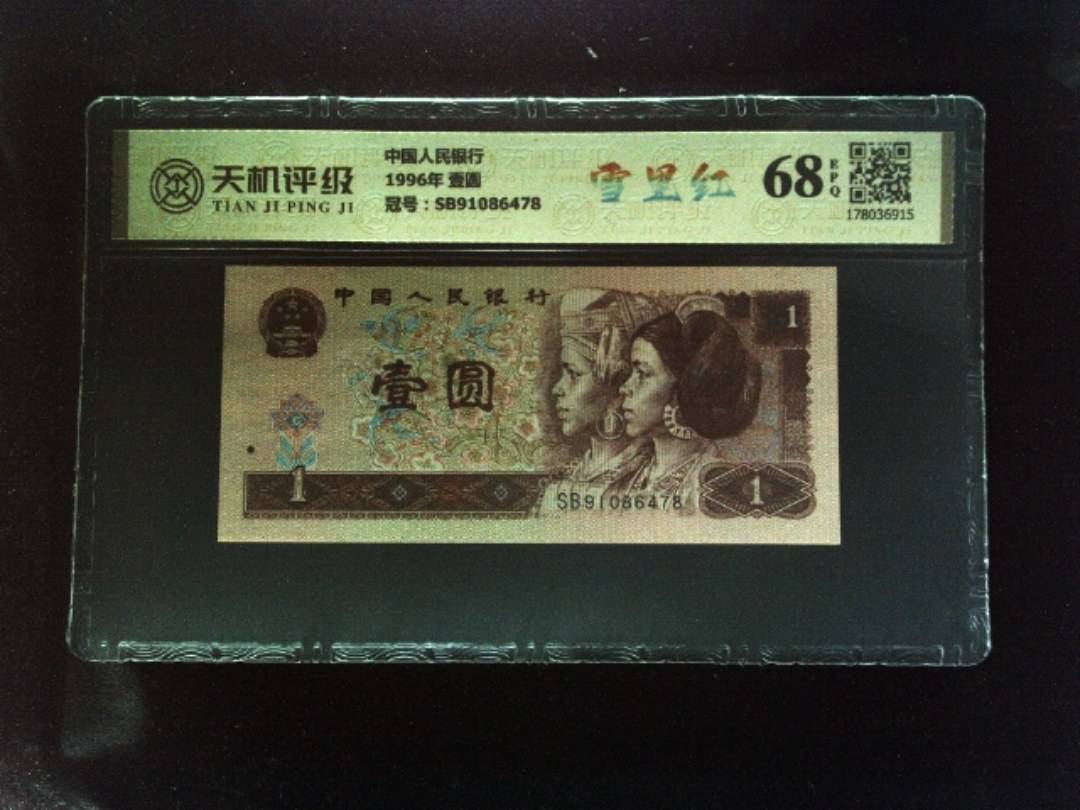 天机评级
TIAN JI PING JI
中国人民银行
1996年 壹圆
冠号：SB91086478
雪里红
68
EPQ
178036915
中国人民银行
1
壹圆
1
SB91086478
1